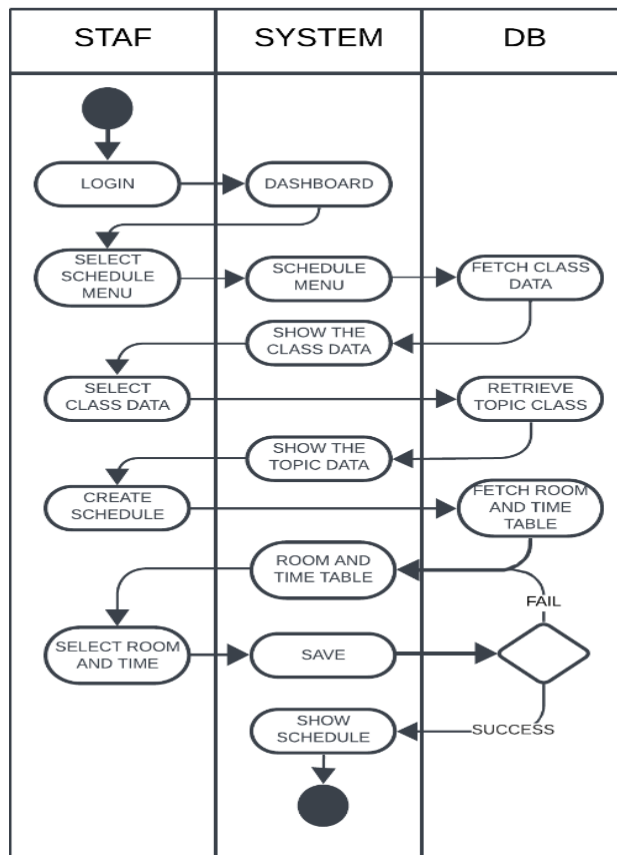 STAF
SYSTEM
DB
LOGIN
DASHBOARD
SELECT
SCHEDULE
MENU
SCHEDULE
MENU
FETCH CLASS
DATA
SHOW THE
CLASS DATA
SELECT
CLASS DATA
RETRIEVE
TOPIC CLASS
SHOW THE
TOPIC DATA
CREATE
SCHEDULE
FETCH ROOM
AND TIME
TABLE
ROOM AND
TIME TABLE
FAIL
SELECT ROOM
AND TIME
SAVE
SHOW
SCHEDULE
SUCCESS